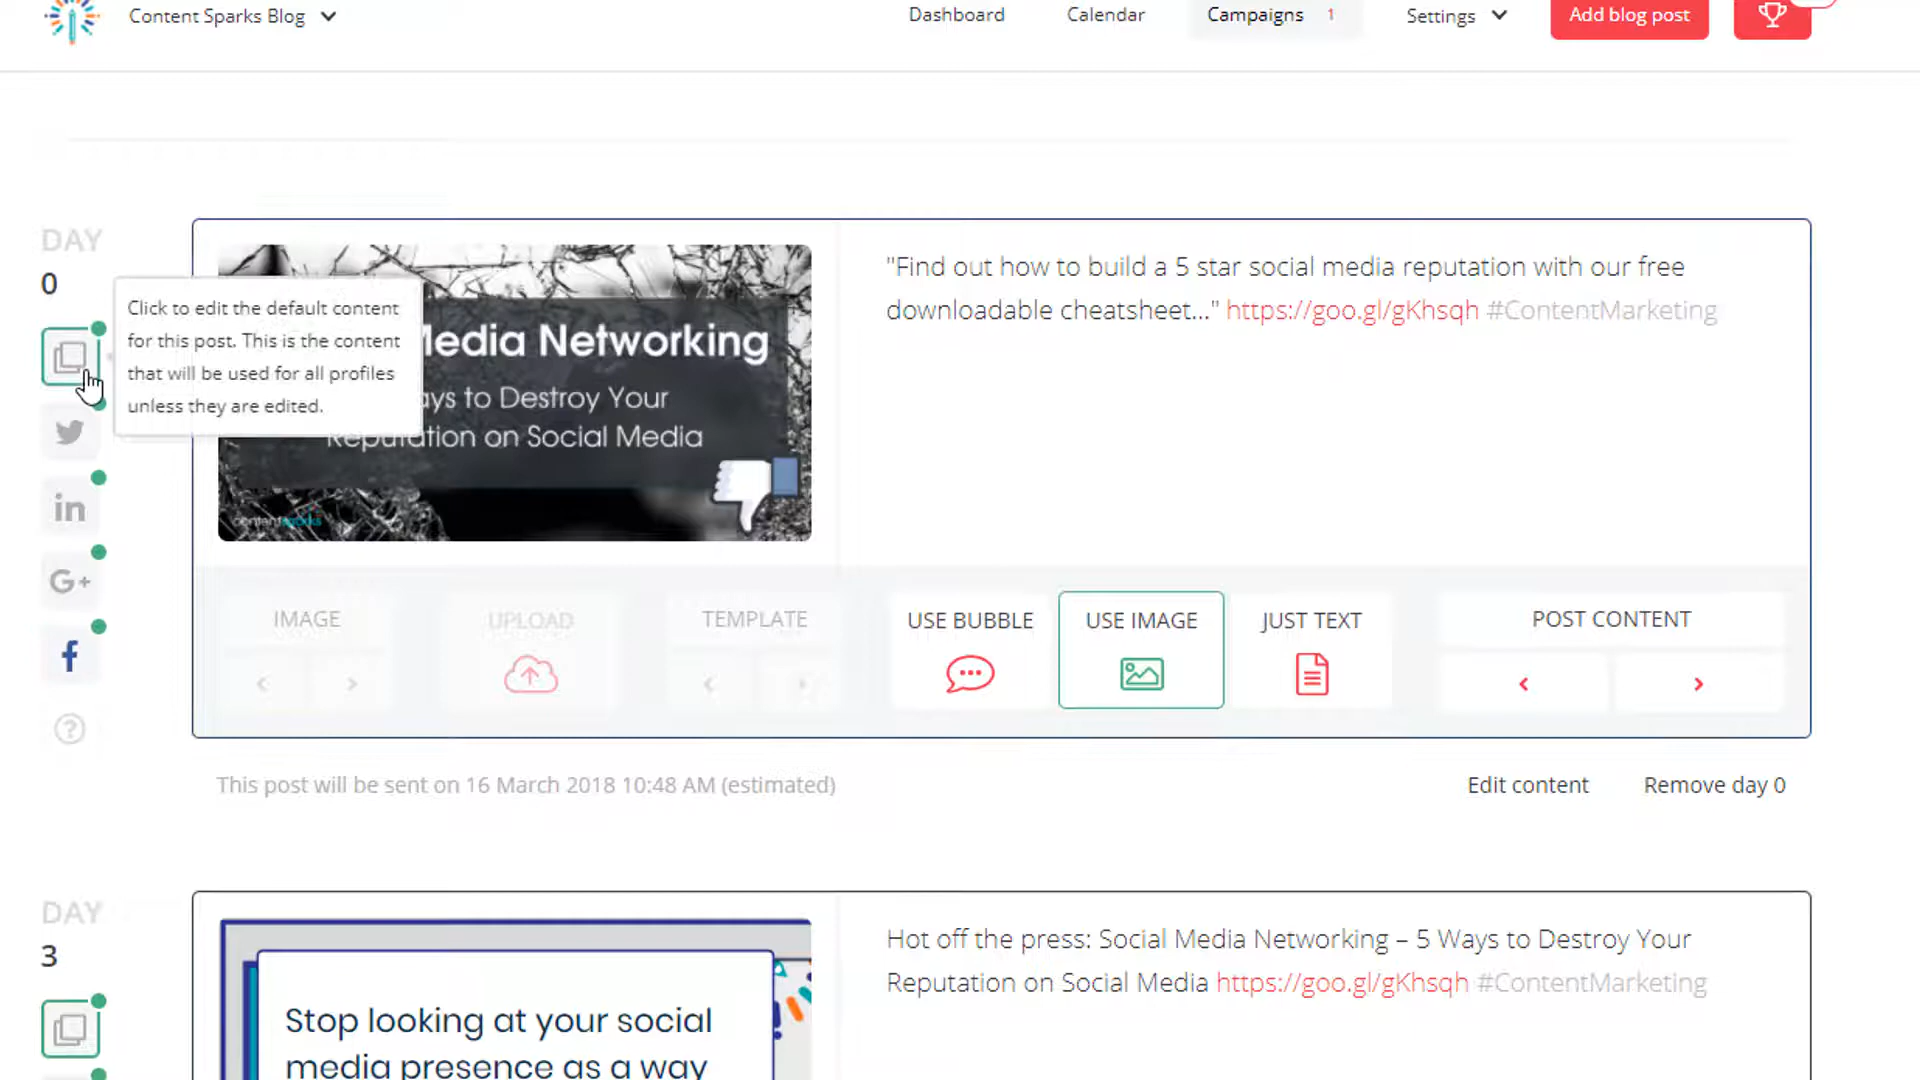 Content Sparks Blog
Dashboard
Calendar
Campaigns 1
Settings
Add blog post
DAY
0
Click to edit the default content
for this post. This is the content
that will be used for all profiles
unless they are edited.
Media Networking
ays to Destroy Your
Reputation on Social Media
contentsparks
"Find out how to build a 5 star social media reputation with our free
downloadable cheatsheet..." https://goo.gl/gKhsqh #ContentMarketing
in
G+
f
?
IMAGE
UPLOAD
TEMPLATE
USE BUBBLE
USE IMAGE
JUST TEXT
POST CONTENT
This post will be sent on 16 March 2018 10:48 AM (estimated)
Edit content
Remove day 0
DAY
3
Stop looking at your social
media presence as a way
Hot off the press: Social Media Networking – 5 Ways to Destroy Your
Reputation on Social Media https://goo.gl/gKhsqh #ContentMarketing